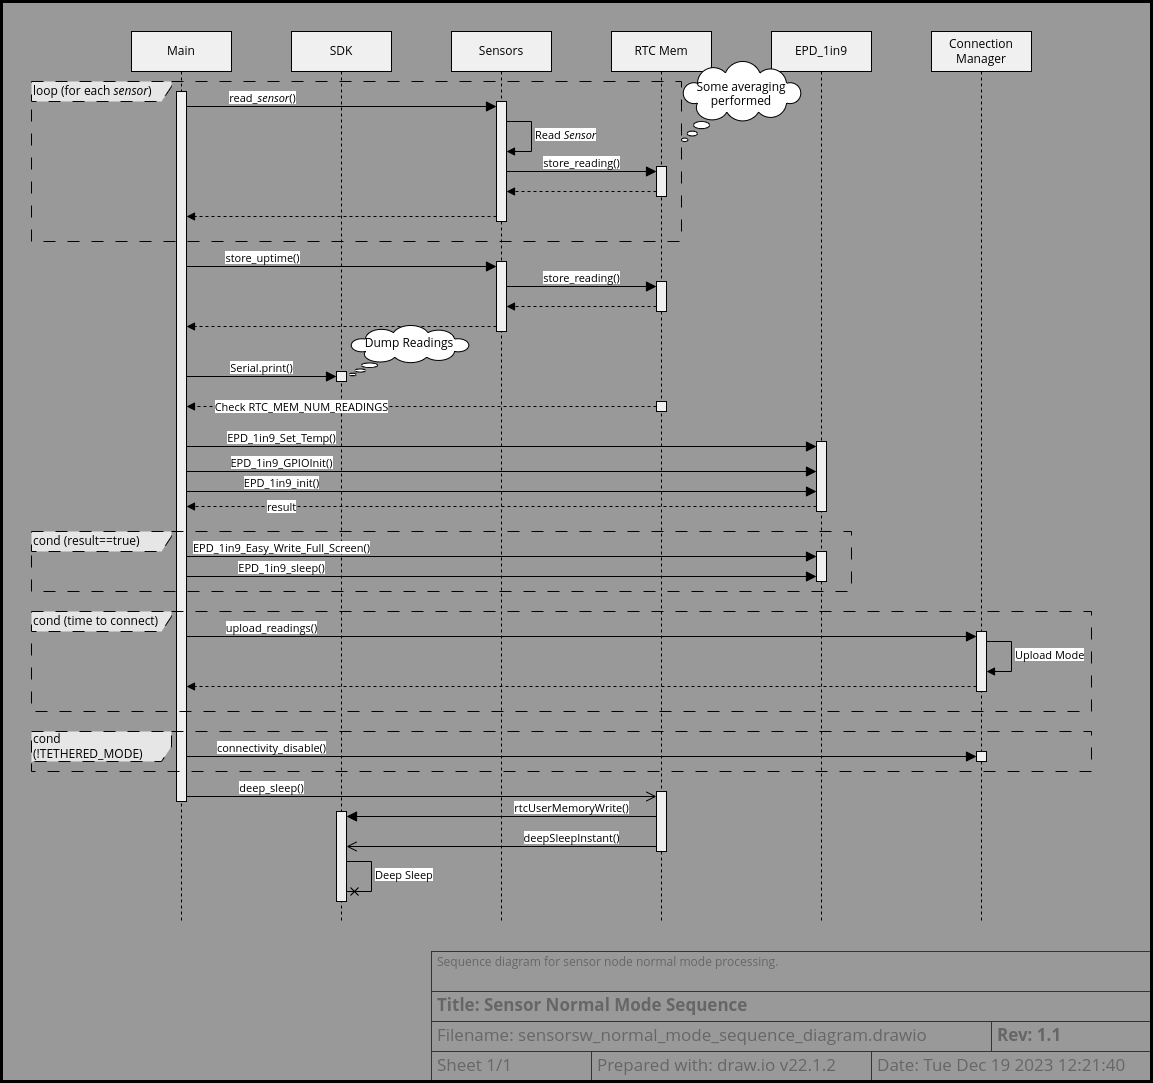 Main
SDK
Sensors
RTC Mem
EPD_1in9
Connection
Manager
loop (for each sensor)
Some averaging
performed
read_sensor()
Read Sensor
store_reading()
store_uptime()
store_reading()
Dump Readings
Serial.print()
Check RTC_MEM_NUM_READINGS
EPD_1in9_Set_Temp()
EPD_1in9_GPIOInit()
EPD_1in9_init()
result
cond (result==true)
EPD_1in9_Easy_Write_Full_Screen()
EPD_1in9_sleep()
cond (time to connect)
upload_readings()
Upload Mode
cond
(!TETHERED_MODE)
connectivity_disable()
deep_sleep()
rtcUserMemoryWrite()
deepSleepInstant()
Deep Sleep
Sequence diagram for sensor node normal mode processing.
Title: Sensor Normal Mode Sequence
Filename: sensorsw_normal_mode_sequence_diagram.drawio
Rev: 1.1
Sheet 1/1
Prepared with: draw.io v22.1.2
Date: Tue Dec 19 2023 12:21:40